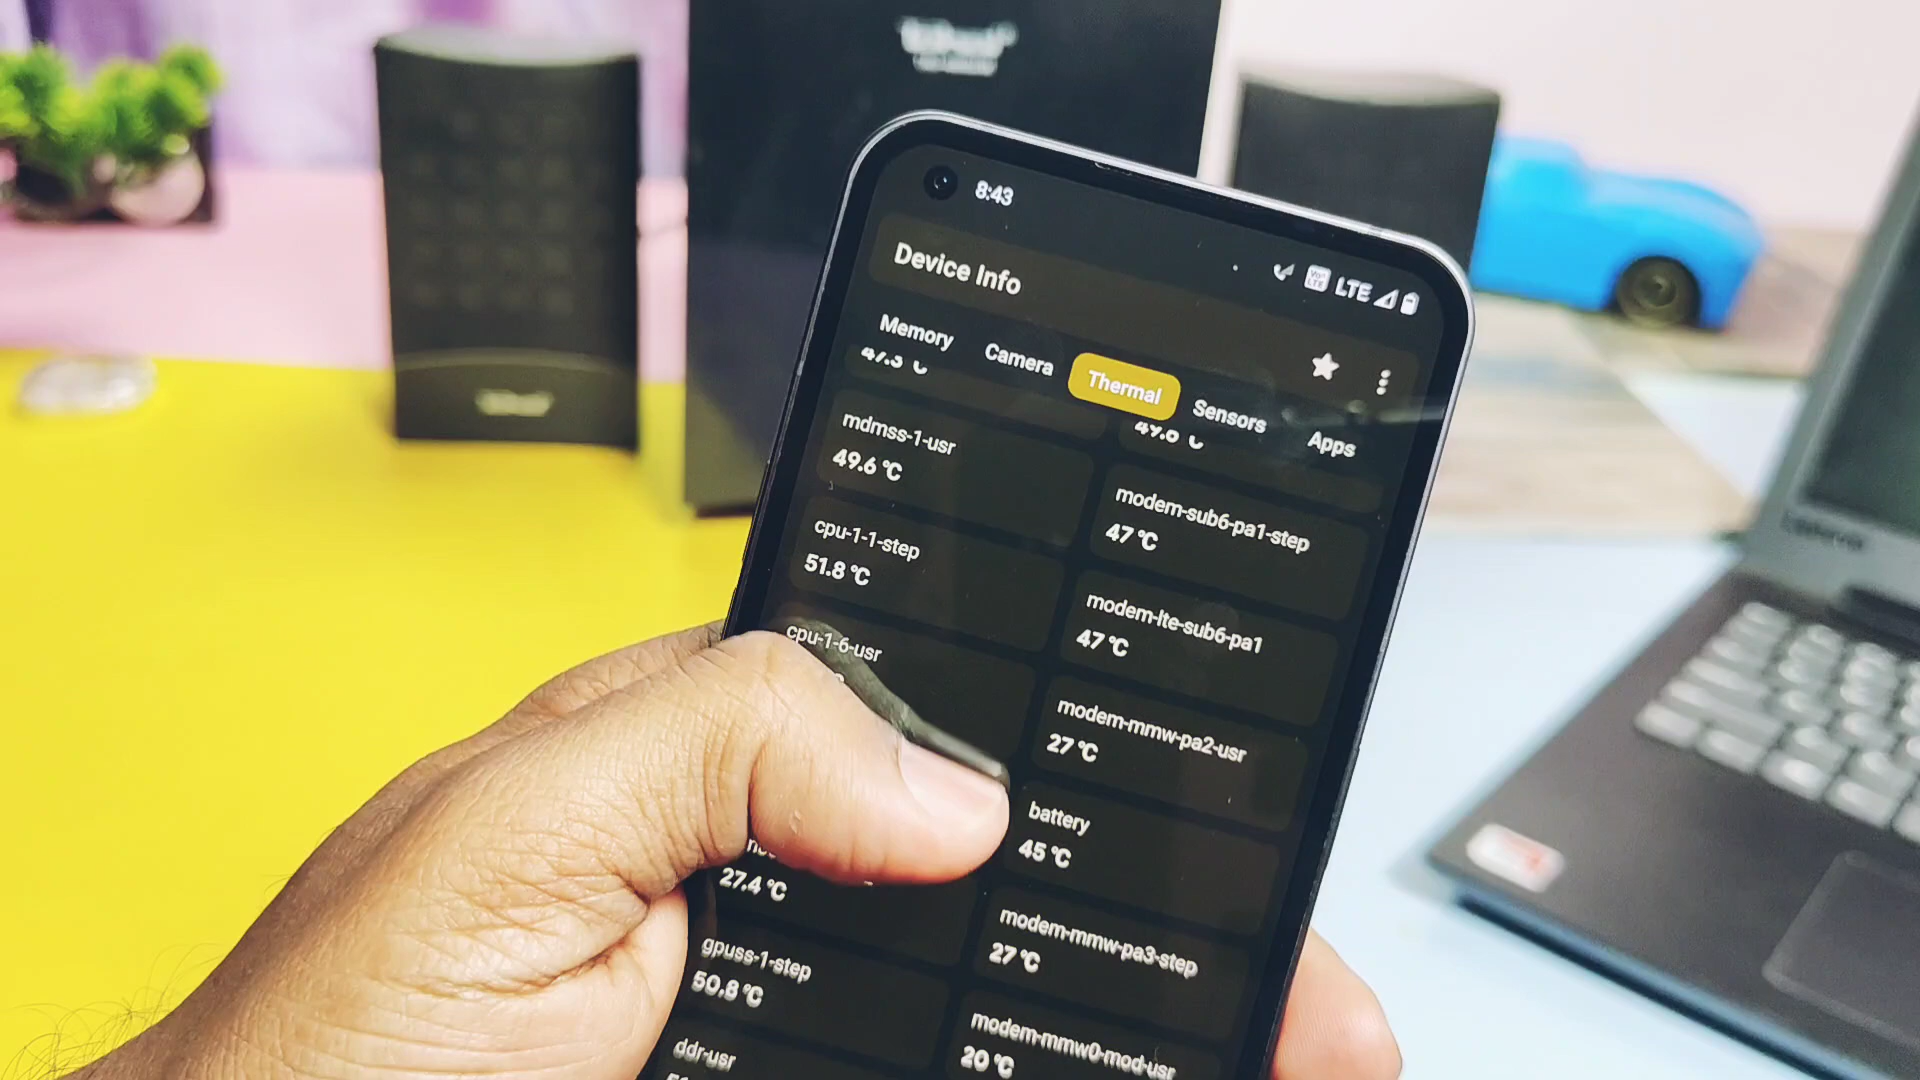 8:43
Vo)
LTE
LTE
Device Info
Memory
Camera
Thermal
Sensors
Apps
mdmss-1-usr
49.6 °C
modem-sub6-pa1-step
47 °C
cpu-1-1-step
51.8 °C
modem-lte-sub6-pa1
47 °C
cpu-1-6-usr
modem-mmw-pa2-usr
27 °C
battery
45 °C
27.4 °C
modem-mmw-pa3-step
27 °C
gpuss-1-step
50.8 °C
modem-mmw0-mod-usr
20 °C
ddr-usr